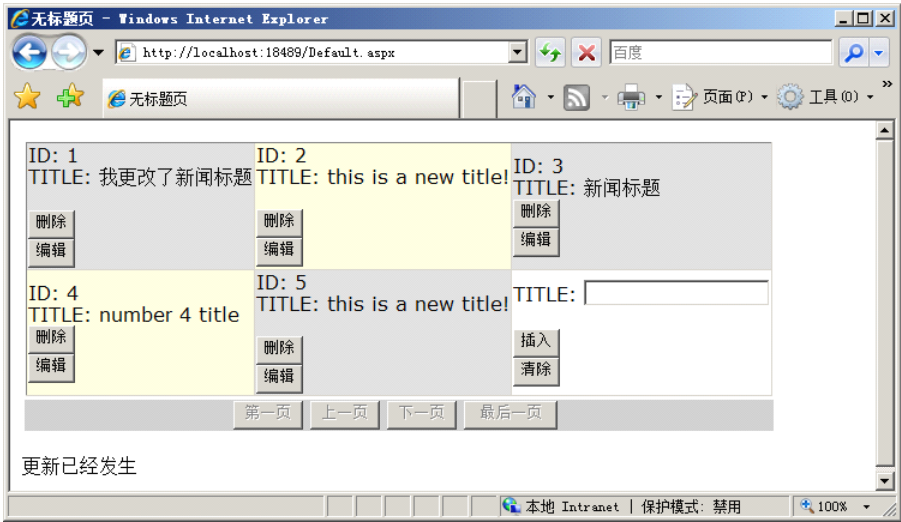 无标题页 - Windows Internet Explorer
http://localhost:18489/Default.aspx
百度
无标题页
页面(P)
工具(O)
»
ID: 1
TITLE: 我更改了新闻标题
删除
编辑
ID: 2
TITLE: this is a new title!
删除
编辑
ID: 3
TITLE: 新闻标题
删除
编辑
ID: 4
TITLE: number 4 title
删除
编辑
ID: 5
TITLE: this is a new title!
删除
编辑
TITLE:
插入
清除
第一页 上一页 下一页 最后一页
更新已经发生
本地 Intranet | 保护模式: 禁用
100%